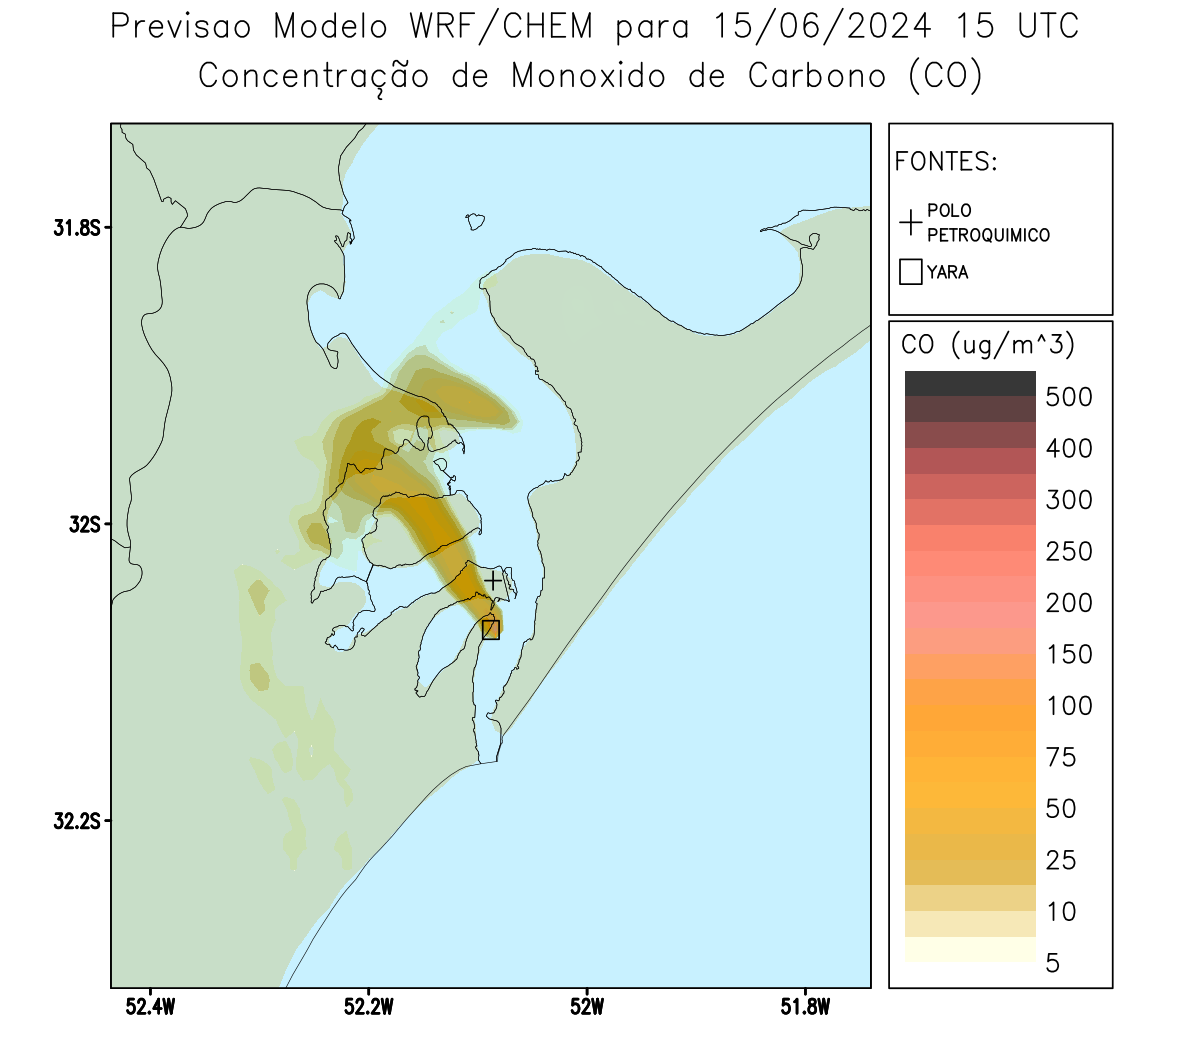 Previsao Modelo WRF/CHEM para 15/06/2024 15 UTC
Concentração de Monoxido de Carbono (CO)
FONTES:
POLO
PETROQUIMICO
YARA
31.8S
32S
32.2S
52.4W
52.2W
52W
51.8W
CO (ug/m^3)
500
400
300
250
200
150
100
75
50
25
10
5